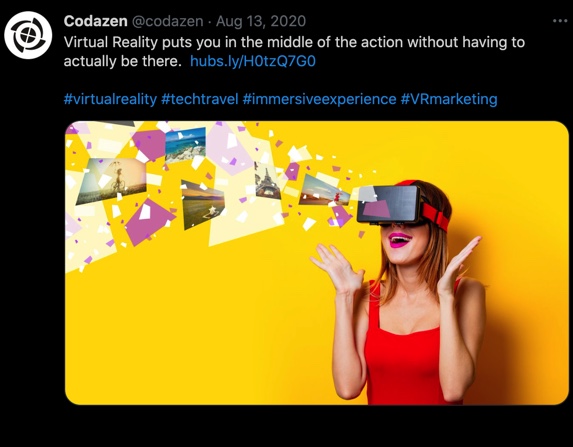 Codazen @codazen · Aug 13, 2020
Virtual Reality puts you in the middle of the action without having to
actually be there. hubs.ly/H0tzQ7G0
#virtualreality #techtravel #immersiveexperience #VRmarketing